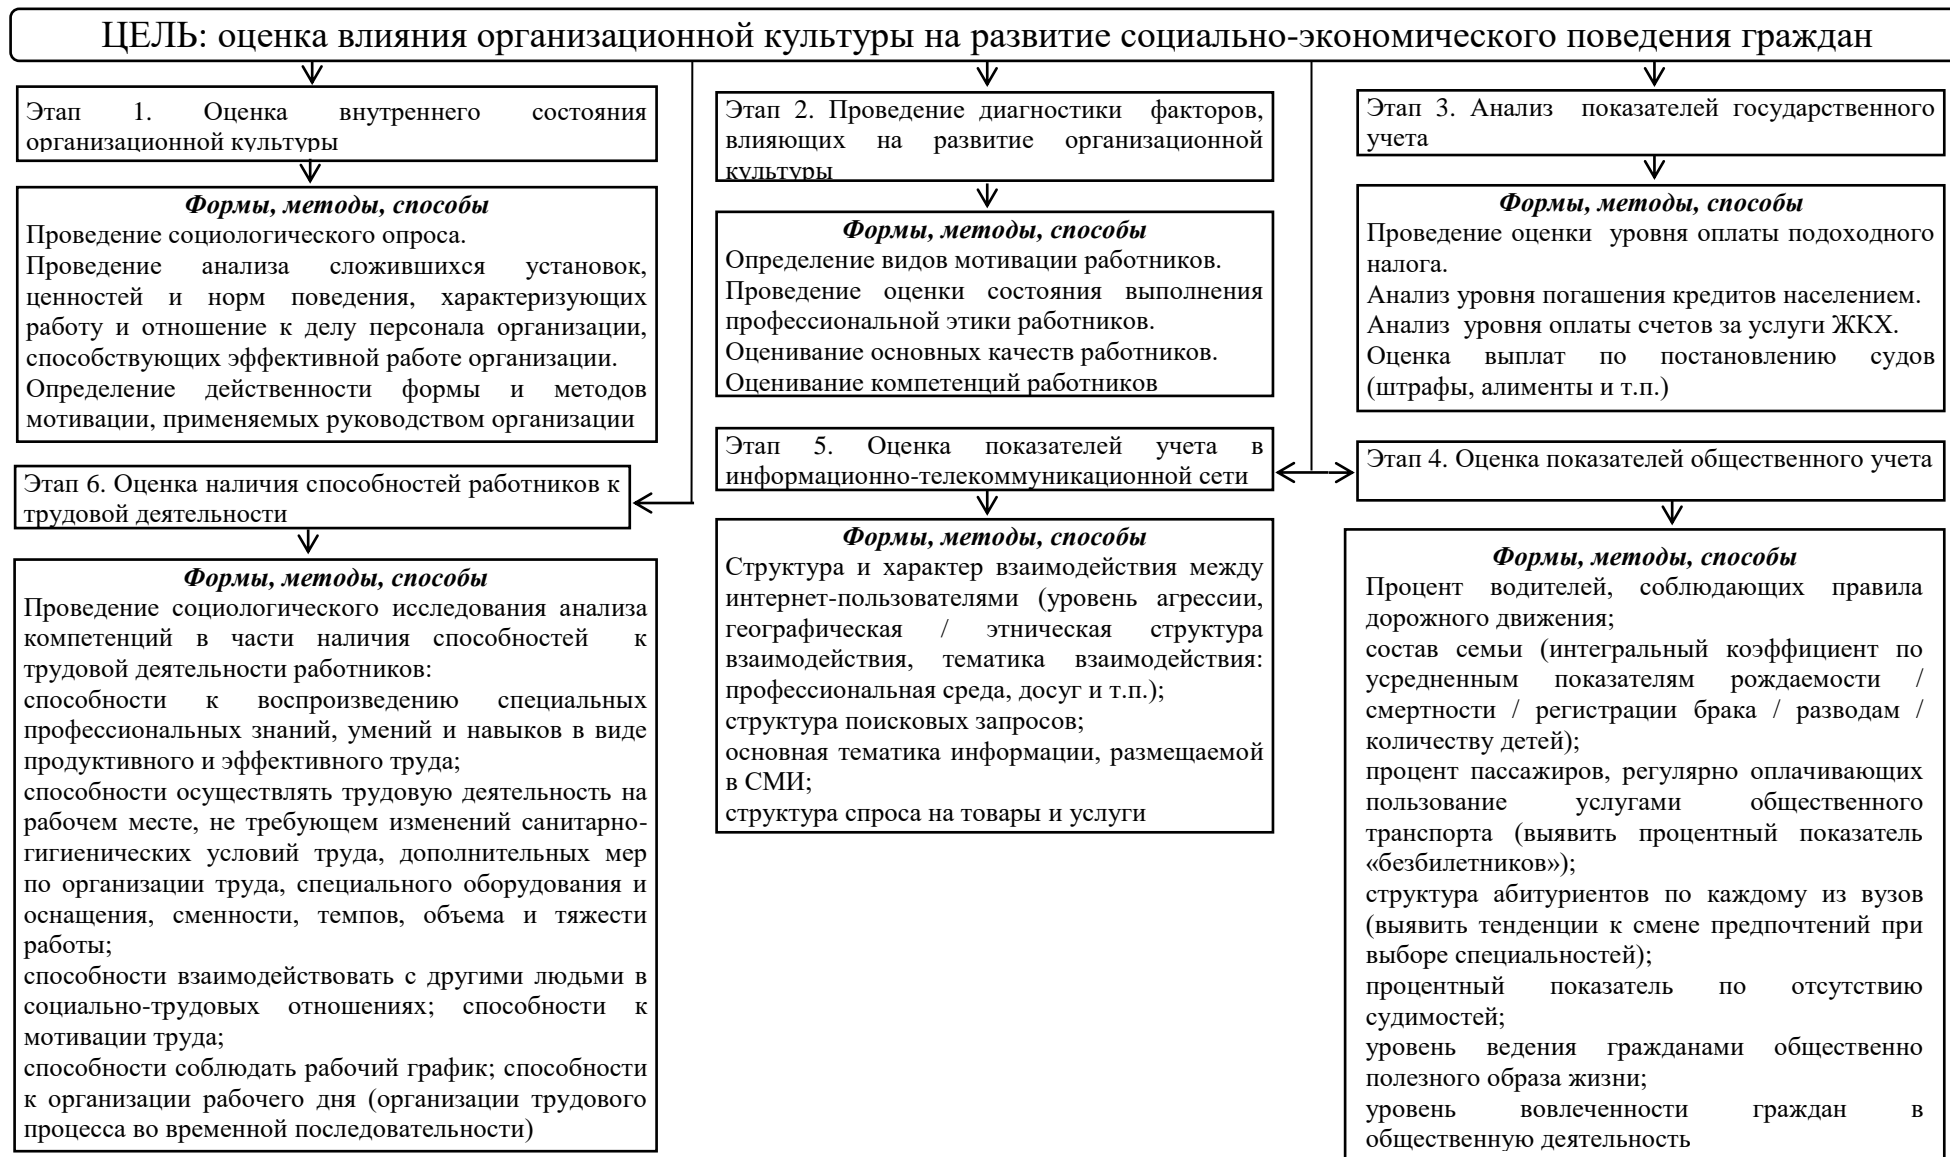 ЦЕЛЬ: оценка влияния организационной культуры на развитие социально-экономического поведения граждан
Этап 1. Оценка внутреннего состояния
организационной культуры
Формы, методы, способы
Проведение социологического опроса.
Проведение анализа сложившихся установок,
ценностей и норм поведения, характеризующих
работу и отношение к делу персонала организации,
способствующих эффективной работе организации.
Определение действенности формы и методов
мотивации, применяемых руководством организации
Этап 2. Проведение диагностики факторов,
влияющих на развитие организационной
культуры
Формы, методы, способы
Определение видов мотивации работников.
Проведение оценки состояния выполнения
профессиональной этики работников.
Оценивание основных качеств работников.
Оценивание компетенций работников
Этап 3. Анализ показателей государственного
учета
Формы, методы, способы
Проведение оценки уровня оплаты подоходного
налога.
Анализ уровня погашения кредитов населением.
Анализ уровня оплаты счетов за услуги ЖКХ.
Оценка выплат по постановлению судов
(штрафы, алименты и т.п.)
Этап 6. Оценка наличия способностей работников к
трудовой деятельности
Формы, методы, способы
Проведение социологического исследования анализа
компетенций в части наличия способностей к
трудовой деятельности работников:
способности к воспроизведению специальных
профессиональных знаний, умений и навыков в виде
продуктивного и эффективного труда;
способности осуществлять трудовую деятельность на
рабочем месте, не требующем изменений санитарно-
гигиенических условий труда, дополнительных мер
по организации труда, специального оборудования и
оснащения, сменности, темпов, объема и тяжести
работы;
способности взаимодействовать с другими людьми в
социально-трудовых отношениях; способности к
мотивации труда;
способности соблюдать рабочий график; способности
к организации рабочего дня (организации трудового
процесса во временной последовательности)
Этап 5. Оценка показателей учета в
информационно-телекоммуникационной сети
Формы, методы, способы
Структура и характер взаимодействия между
интернет-пользователями (уровень агрессии,
географическая / этническая структура
взаимодействия, тематика взаимодействия:
профессиональная среда, досуг и т.п.);
структура поисковых запросов;
основная тематика информации, размещаемой
в СМИ;
структура спроса на товары и услуги
Этап 4. Оценка показателей общественного учета
Формы, методы, способы
Процент водителей, соблюдающих правила
дорожного движения;
состав семьи (интегральный коэффициент по
усредненным показателям рождаемости /
смертности / регистрации брака / разводам /
количеству детей);
процент пассажиров, регулярно оплачивающих
пользование услугами общественного
транспорта (выявить процентный показатель
«безбилетников»);
структура абитуриентов по каждому из вузов
(выявить тенденции к смене предпочтений при
выборе специальностей);
процентный показатель по отсутствию
судимостей;
уровень ведения гражданами общественно
полезного образа жизни;
уровень вовлеченности граждан в
общественную деятельность